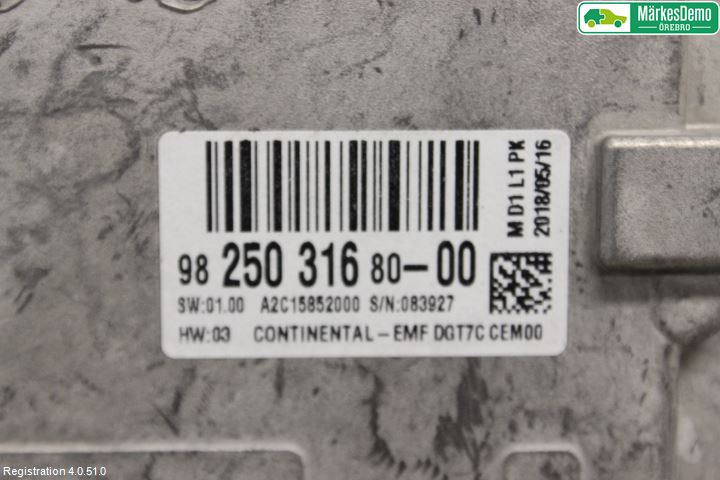 MärkesDemo
ÖREBRO
M D1 L1 PK
2018/05/16
98 250 316 80-00
SW:01.00 A2C15852000 S/N:083927
HW:03 CONTINENTAL-EMF DGT7C CEM00
Registration 4.0.51.0